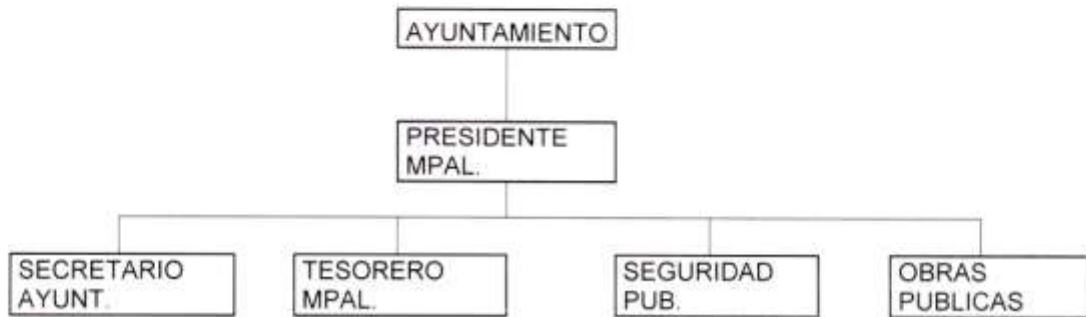 AYUNTAMIENTO
PRESIDENTE
MPAL.
SECRETARIO
AYUNT.
TESORERO
MPAL.
SEGURIDAD
PUB.
OBRAS
PUBLICAS